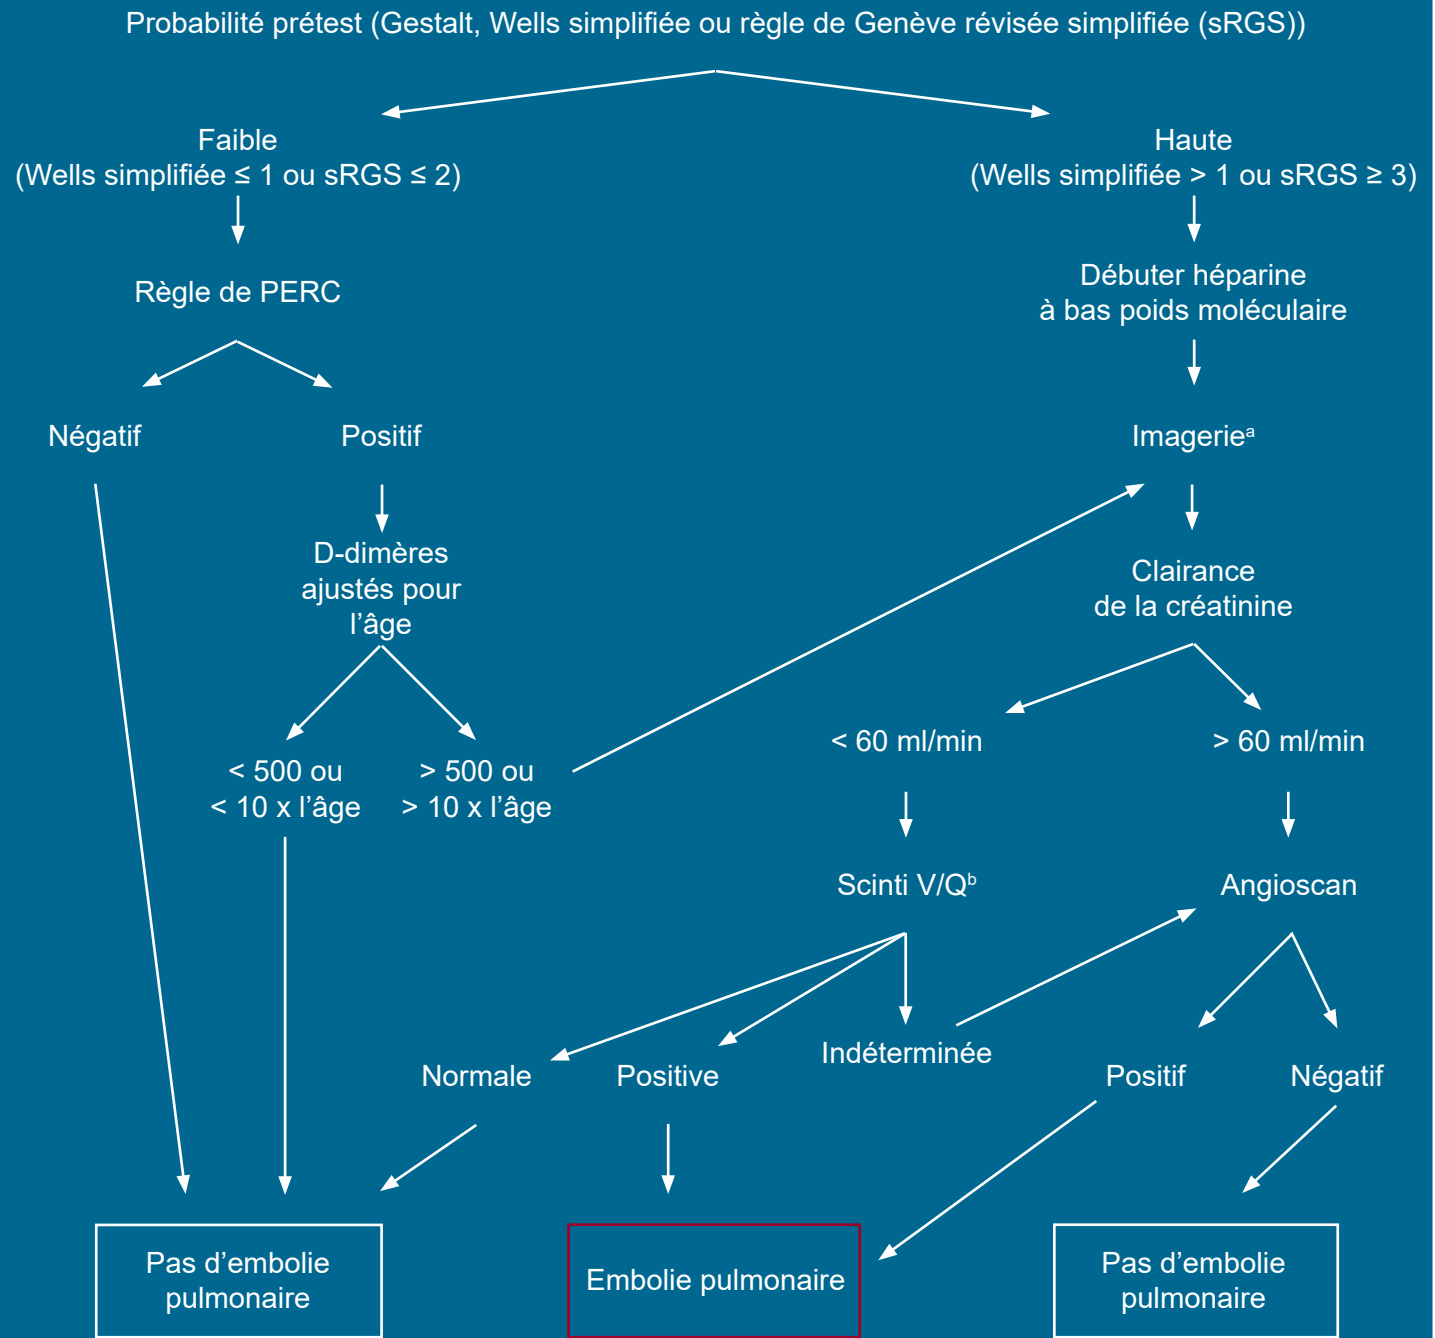 Probabilité prétest (Gestalt, Wells simplifiée ou règle de Genève révisée simplifiée (sRGS))
Faible
(Wells simplifiée ≤ 1 ou sRGS ≤ 2)
Haute
(Wells simplifiée > 1 ou sRGS ≥ 3)
Règle de PERC
Débuter héparine
à bas poids moléculaire
Négatif
Positif
Imagerieᵃ
D-dimères
ajustés pour
l’âge
Clairance
de la créatinine
< 500 ou
< 10 x l’âge
> 500 ou
> 10 x l’âge
< 60 ml/min
> 60 ml/min
Scinti V/Qᵇ
Angioscan
Normale
Positive
Indéterminée
Positif
Négatif
Pas d’embolie
pulmonaire
Embolie pulmonaire
Pas d’embolie
pulmonaire